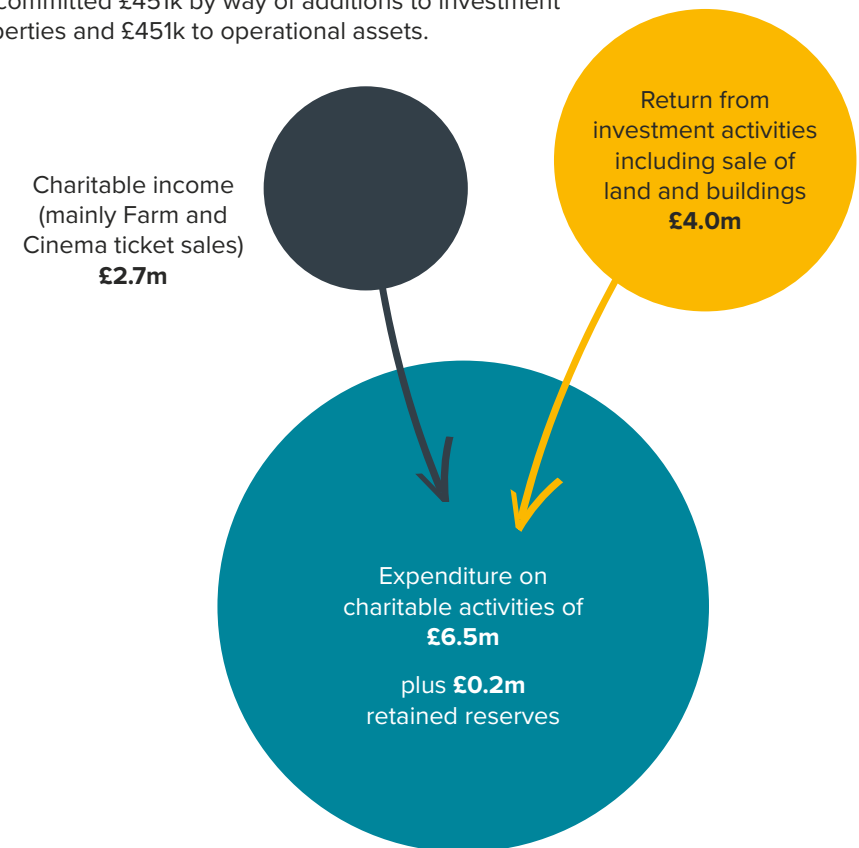 committed £451k by way of additions to investment
perties and £451k to operational assets.
Return from
investment activities
including sale of
land and buildings
£4.0m
Charitable income
(mainly Farm and
Cinema ticket sales)
£2.7m
Expenditure on
charitable activities of
£6.5m
plus £0.2m
retained reserves